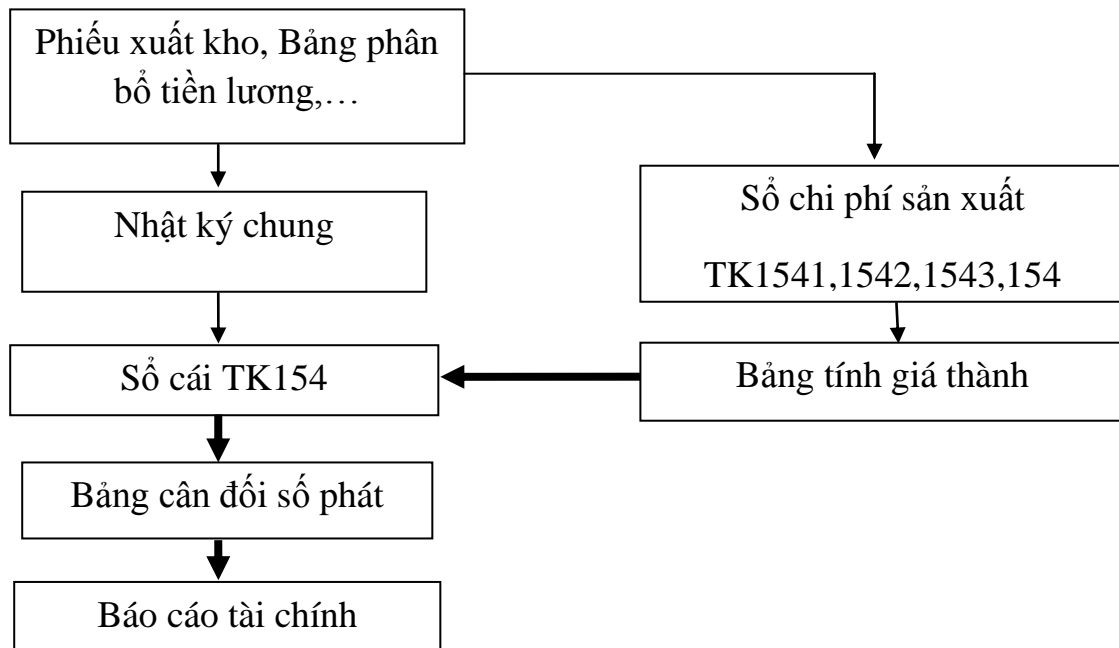 Phiếu xuất kho, Bảng phân
bổ tiền lương,…
Nhật ký chung
Sổ chi phí sản xuất
TK1541,1542,1543,154
Sổ cái TK154
Bảng tính giá thành
Bảng cân đối số phát
Báo cáo tài chính